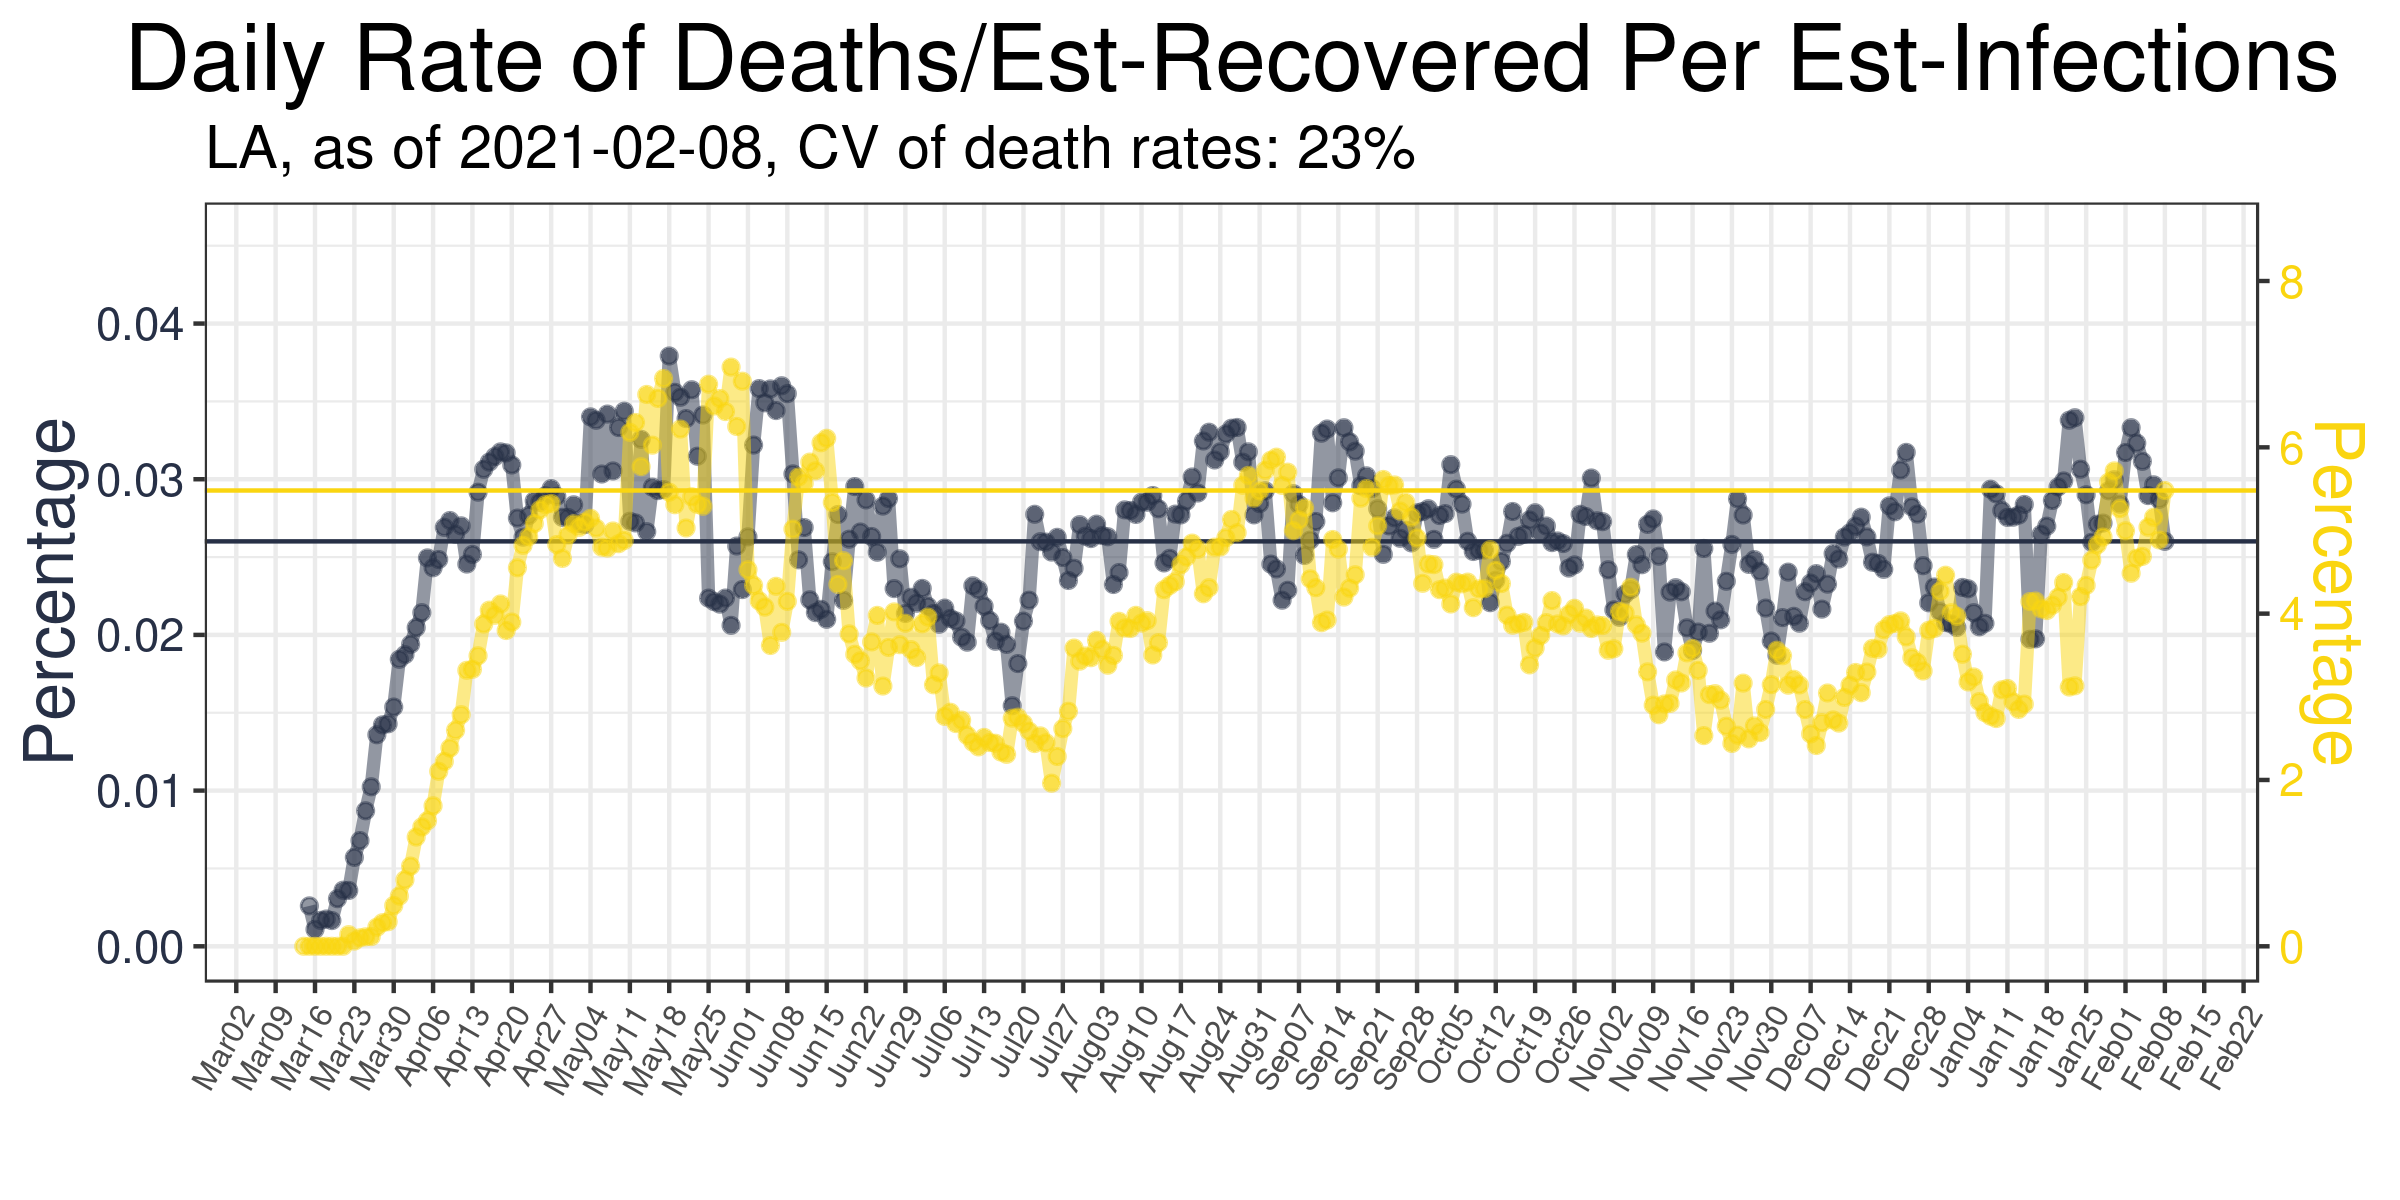 Daily Rate of Deaths/Est-Recovered Per Est-Infections
LA, as of 2021-02-08, CV of death rates: 23%
Percentage
0.04
0.03
0.02
0.01
0.00
8
6
4
2
0
Percentage
Mar02 Mar09 Mar16 Mar23 Mar30 Apr06 Apr13 Apr20 Apr27 May04 May11 May18 May25 Jun01 Jun08 Jun15 Jun22 Jun29 Jul06 Jul13 Jul20 Jul27 Aug03 Aug10 Aug17 Aug24 Aug31 Sep07 Sep14 Sep21 Sep28 Oct05 Oct12 Oct19 Oct26 Nov02 Nov09 Nov16 Nov23 Nov30 Dec07 Dec14 Dec21 Dec28 Jan04 Jan11 Jan18 Jan25 Feb01 Feb08 Feb15 Feb22